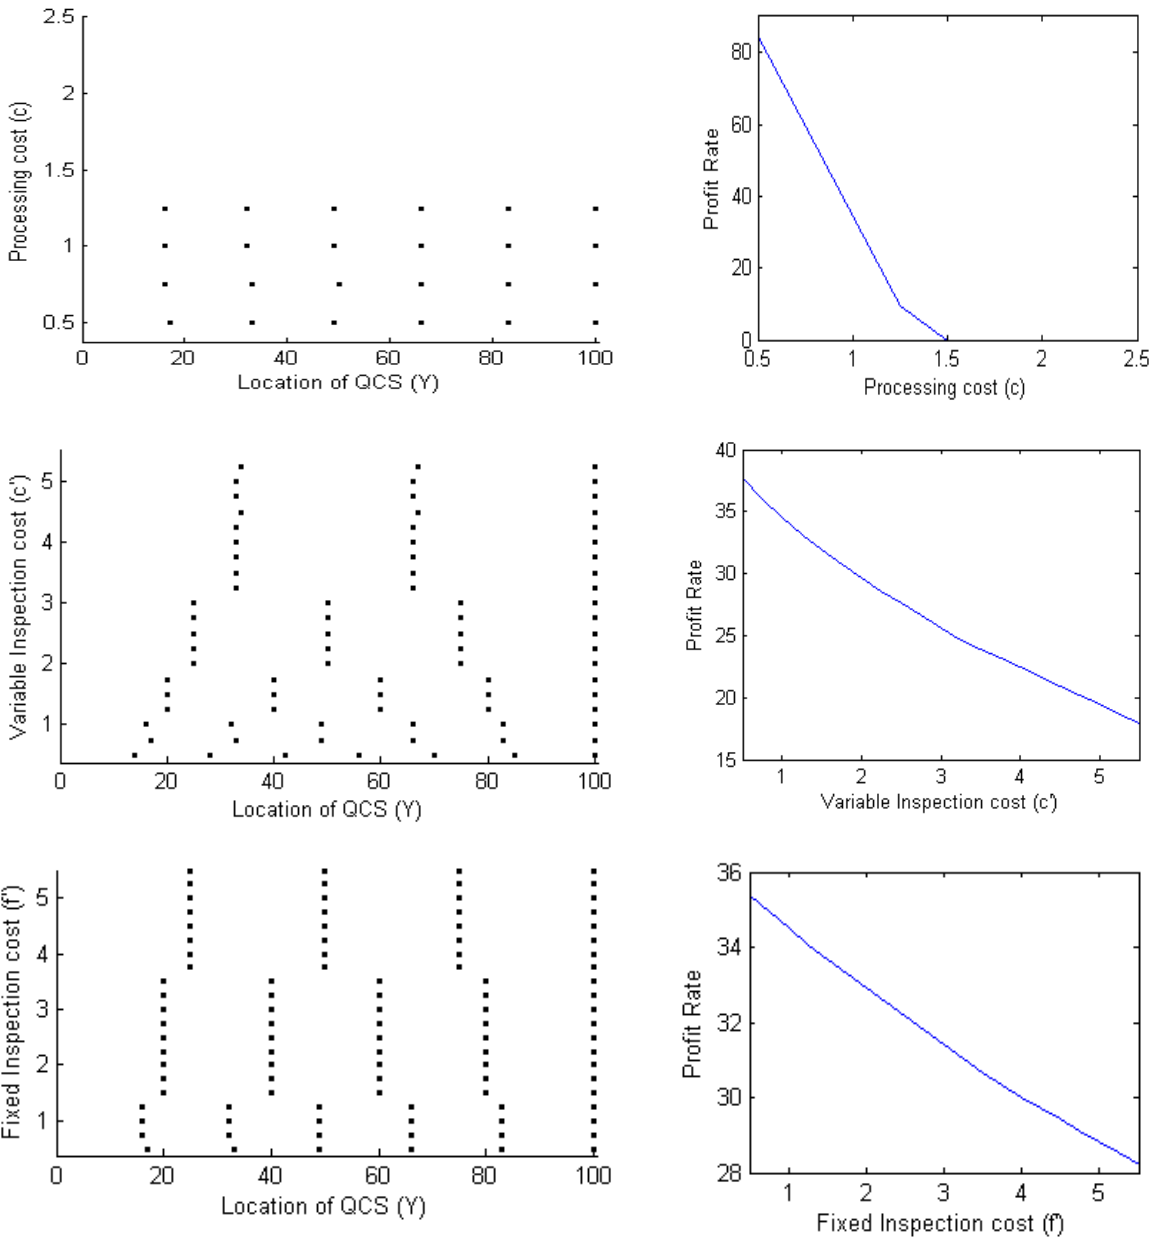 2.5
2
1.5
1
0.5
Processing cost (c)
0 20 40 60 80 100
Location of QCS (Y)
80
60
40
20
0
Profit Rate
0.5 1 1.5 2 2.5
Processing cost (c)
5
4
3
2
1
Variable Inspection cost (c')
0 20 40 60 80 100
Location of QCS (Y)
40
35
30
25
20
15
Profit Rate
1 2 3 4 5
Variable Inspection cost (c')
5
4
3
2
1
Fixed Inspection cost (f')
0 20 40 60 80 100
Location of QCS (Y)
36
34
32
30
28
Profit Rate
1 2 3 4 5
Fixed Inspection cost (f')